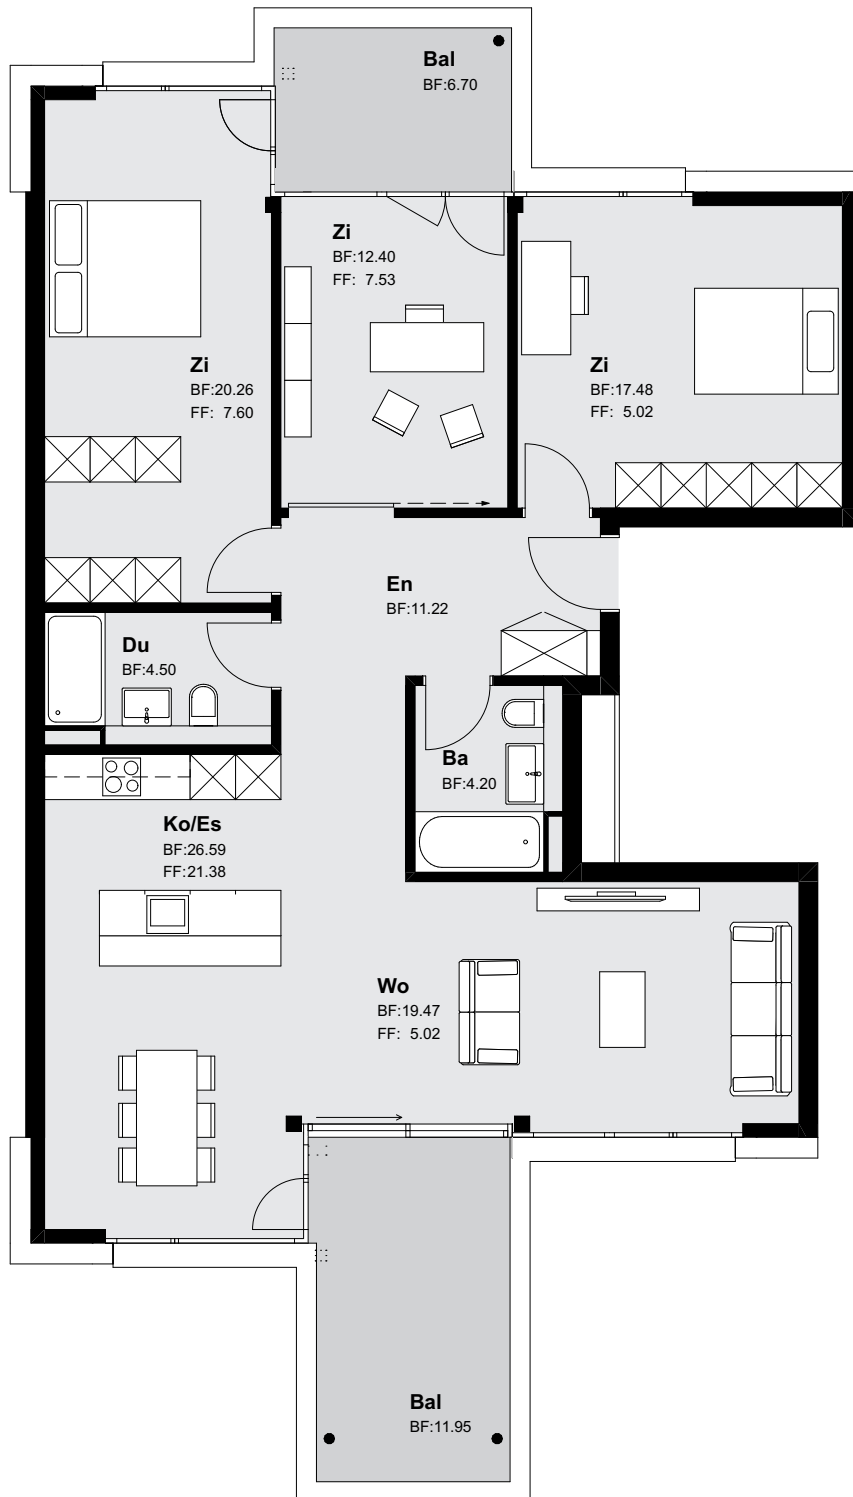 Bal
BF:6.70
Zi
BF:12.40
FF: 7.53
Zi
BF:20.26
FF: 7.60
Zi
BF:17.48
FF: 5.02
En
BF:11.22
Du
BF:4.50
Ba
BF:4.20
Ko/Es
BF:26.59
FF:21.38
Wo
BF:19.47
FF: 5.02
Bal
BF:11.95